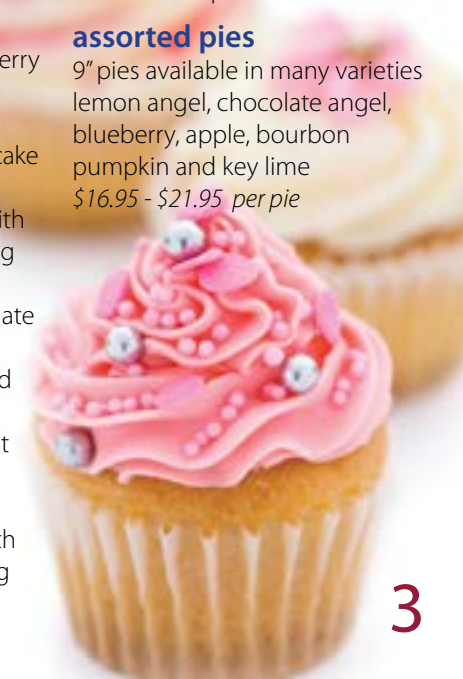 assorted pies
9” pies available in many varieties
lemon angel, chocolate angel,
blueberry, apple, bourbon
pumpkin and key lime
$16.95 - $21.95 per pie
3